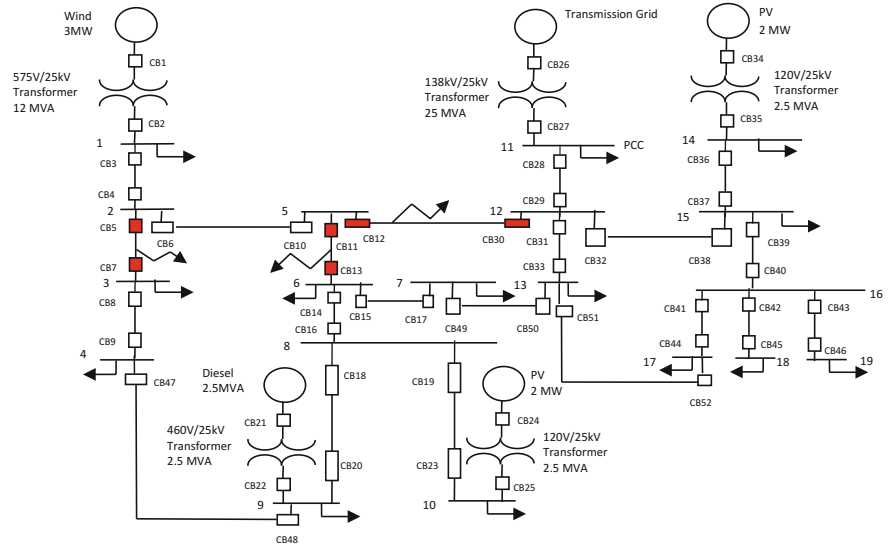 Wind
3MW
Transmission Grid
PV
2 MW
CB1
CB26
CB34
575V/25kV
Transformer
12 MVA
138kV/25kV
Transformer
25 MVA
120V/25kV
Transformer
2.5 MVA
CB2
CB27
CB35
1
11
PCC
14
CB3
CB28
CB36
CB4
CB29
CB37
2
5
12
15
CB5
CB6
CB10
CB11
CB12
CB30
CB31
CB32
CB38
CB39
CB7
CB13
CB33
CB40
3
6
7
13
16
CB8
CB14
CB15
CB17
CB49
CB50
CB51
CB41
CB42
CB43
CB16
CB9
8
CB44
CB45
CB46
4
17
18
19
CB47
Diesel
2.5MVA
CB18
CB19
PV
2 MW
CB52
CB21
CB24
460V/25kV
Transformer
2.5 MVA
120V/25kV
Transformer
2.5 MVA
CB20
CB23
CB22
CB25
9
10
CB48